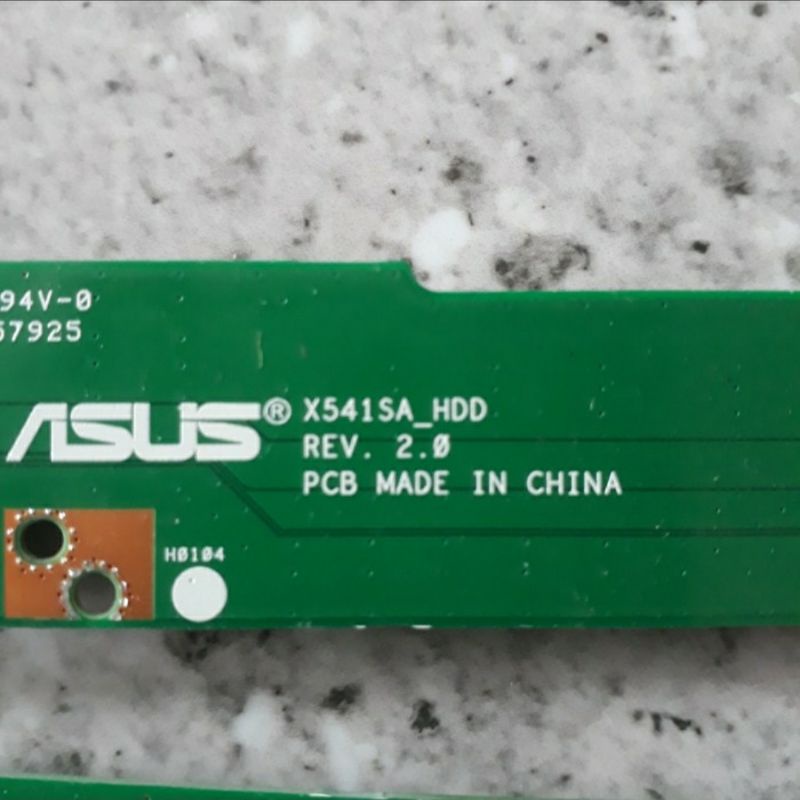 94V-0
57925
ASUS® X541SA_HDD
REV. 2.0
PCB MADE IN CHINA
H0104